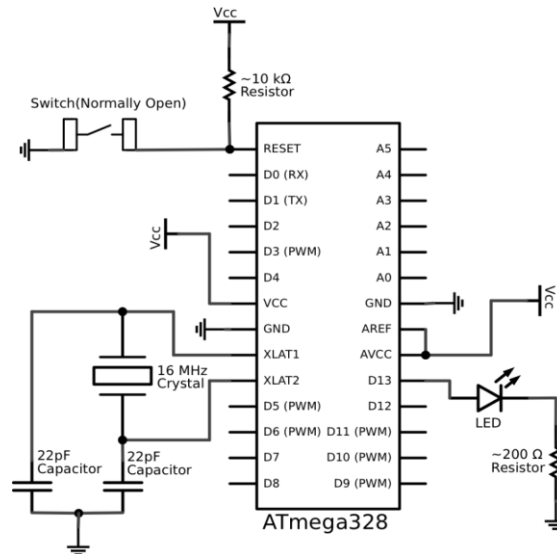 Vcc
~10 kΩ
Resistor
Switch(Normally Open)
RESET
D0 (RX)
D1 (TX)
D2
D3 (PWM)
D4
VCC
GND
XLAT1
XLAT2
D5 (PWM)
D6 (PWM)
D7
D8
A5
A4
A3
A2
A1
A0
GND
AREF
AVCC
D13
D12
D11 (PWM)
D10 (PWM)
D9 (PWM)
Vcc
Vcc
16 MHz
Crystal
LED
22pF
Capacitor
22pF
Capacitor
~200 Ω
Resistor
ATmega328